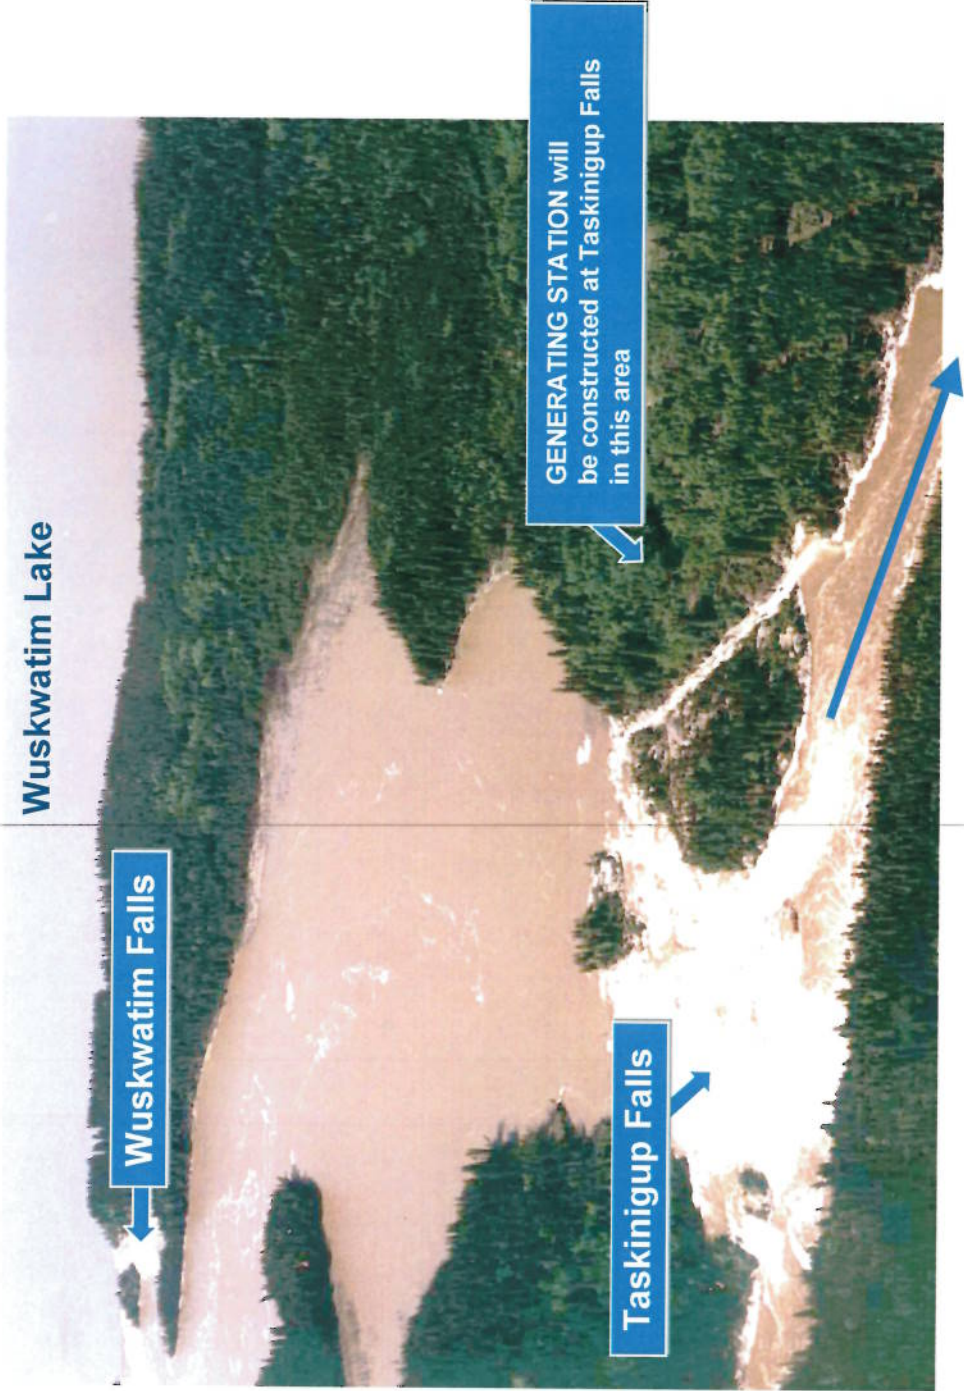 Wuskwatim Lake
Wuskwatim Falls
GENERATING STATION will
be constructed at Taskinigup Falls
in this area
Taskinigup Falls